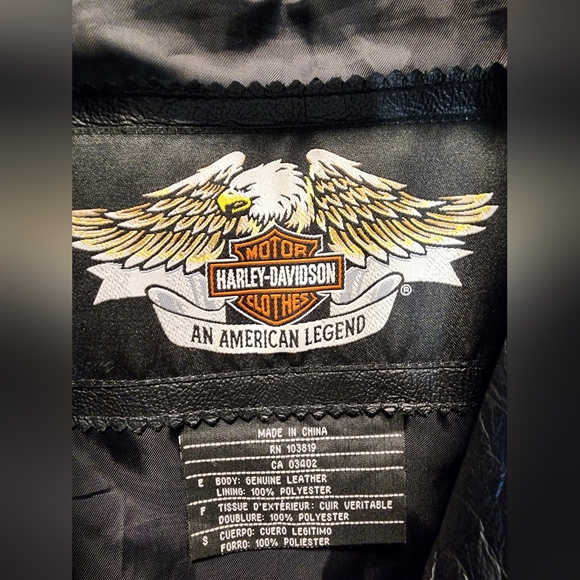 MOTOR
HARLEY-DAVIDSON
CLOTHES
®
AN AMERICAN LEGEND
MADE IN CHINA
RN 103819
CA 03402
E BODY: GENUINE LEATHER
LINING: 100% POLYESTER
F TISSUE D'EXTÉRIEUR: CUIR VERITABLE
DOUBLURE: 100% POLYESTER
S CUERPO: CUERO LEGITIMO
FORRO: 100% POLIESTER